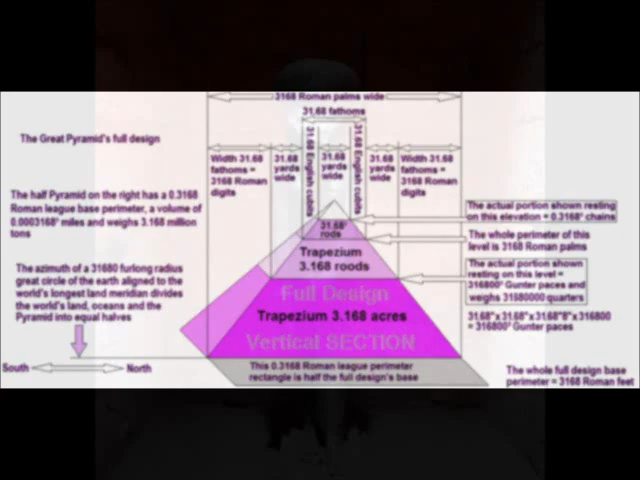 3168 Roman palms wide
31.68 fathoms
The Great Pyramid's full design
Width 31.68
fathoms =
3168 Roman
digits
31.68
yards
wide
31.68 English cubits
31.68
yards
wide
31.68 English cubits
31.68
yards
wide
Width 31.68
fathoms =
3168 Roman
digits
The half Pyramid on the right has a 0.3168
Roman league base perimeter, a volume of
0.0003168³ miles and weighs 3.168 million
tons
The actual portion shown resting
on this elevation = 0.3168³ chains
31.68²
rods
The whole perimeter of this
level is 3168 Roman palms
Trapezium
3.168 roods
The azimuth of a 31680 furlong radius
great circle of the earth aligned to the
world's longest land meridian divides
the world's land, oceans and the
Pyramid into equal halves
The actual portion shown
resting on this level =
316800³ Gunter paces and
weighs 31680000 quarters
Full Design
Trapezium 3.168 acres
Vertical SECTION
31.68"x31.68"x31.68"8"x316800
= 316800³ Gunter paces
South
North
This 0.3168 Roman league perimeter
rectangle is half the full design's base
The whole full design base
perimeter = 3168 Roman feet